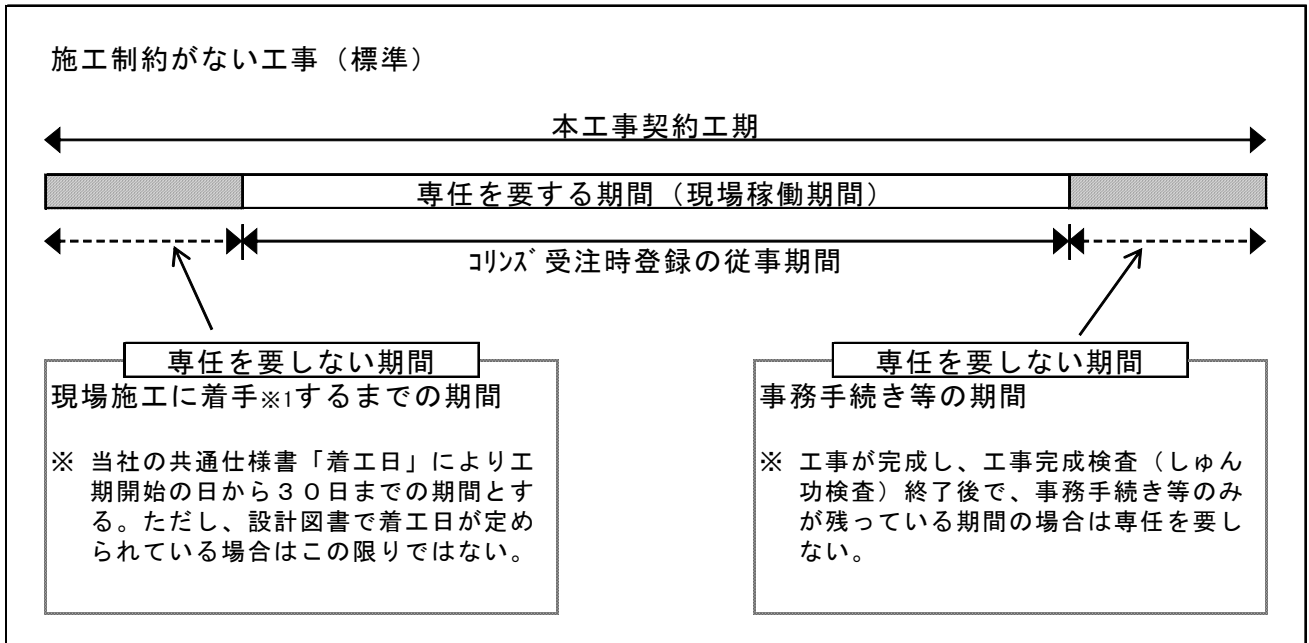 施工制約がない工事（標準）
本工事契約工期
専任を要する期間（現場稼働期間）
ｺﾘﾝｽﾞ受注時登録の従事期間
専任を要しない期間
現場施工に着手※1するまでの期間
※ 当社の共通仕様書「着工日」により工
期開始の日から３０日までの期間とす
る。ただし、設計図書で着工日が定め
られている場合はこの限りではない。
専任を要しない期間
事務手続き等の期間
※ 工事が完成し、工事完成検査（しゅん
功検査）終了後で、事務手続き等のみ
が残っている期間の場合は専任を要し
ない。